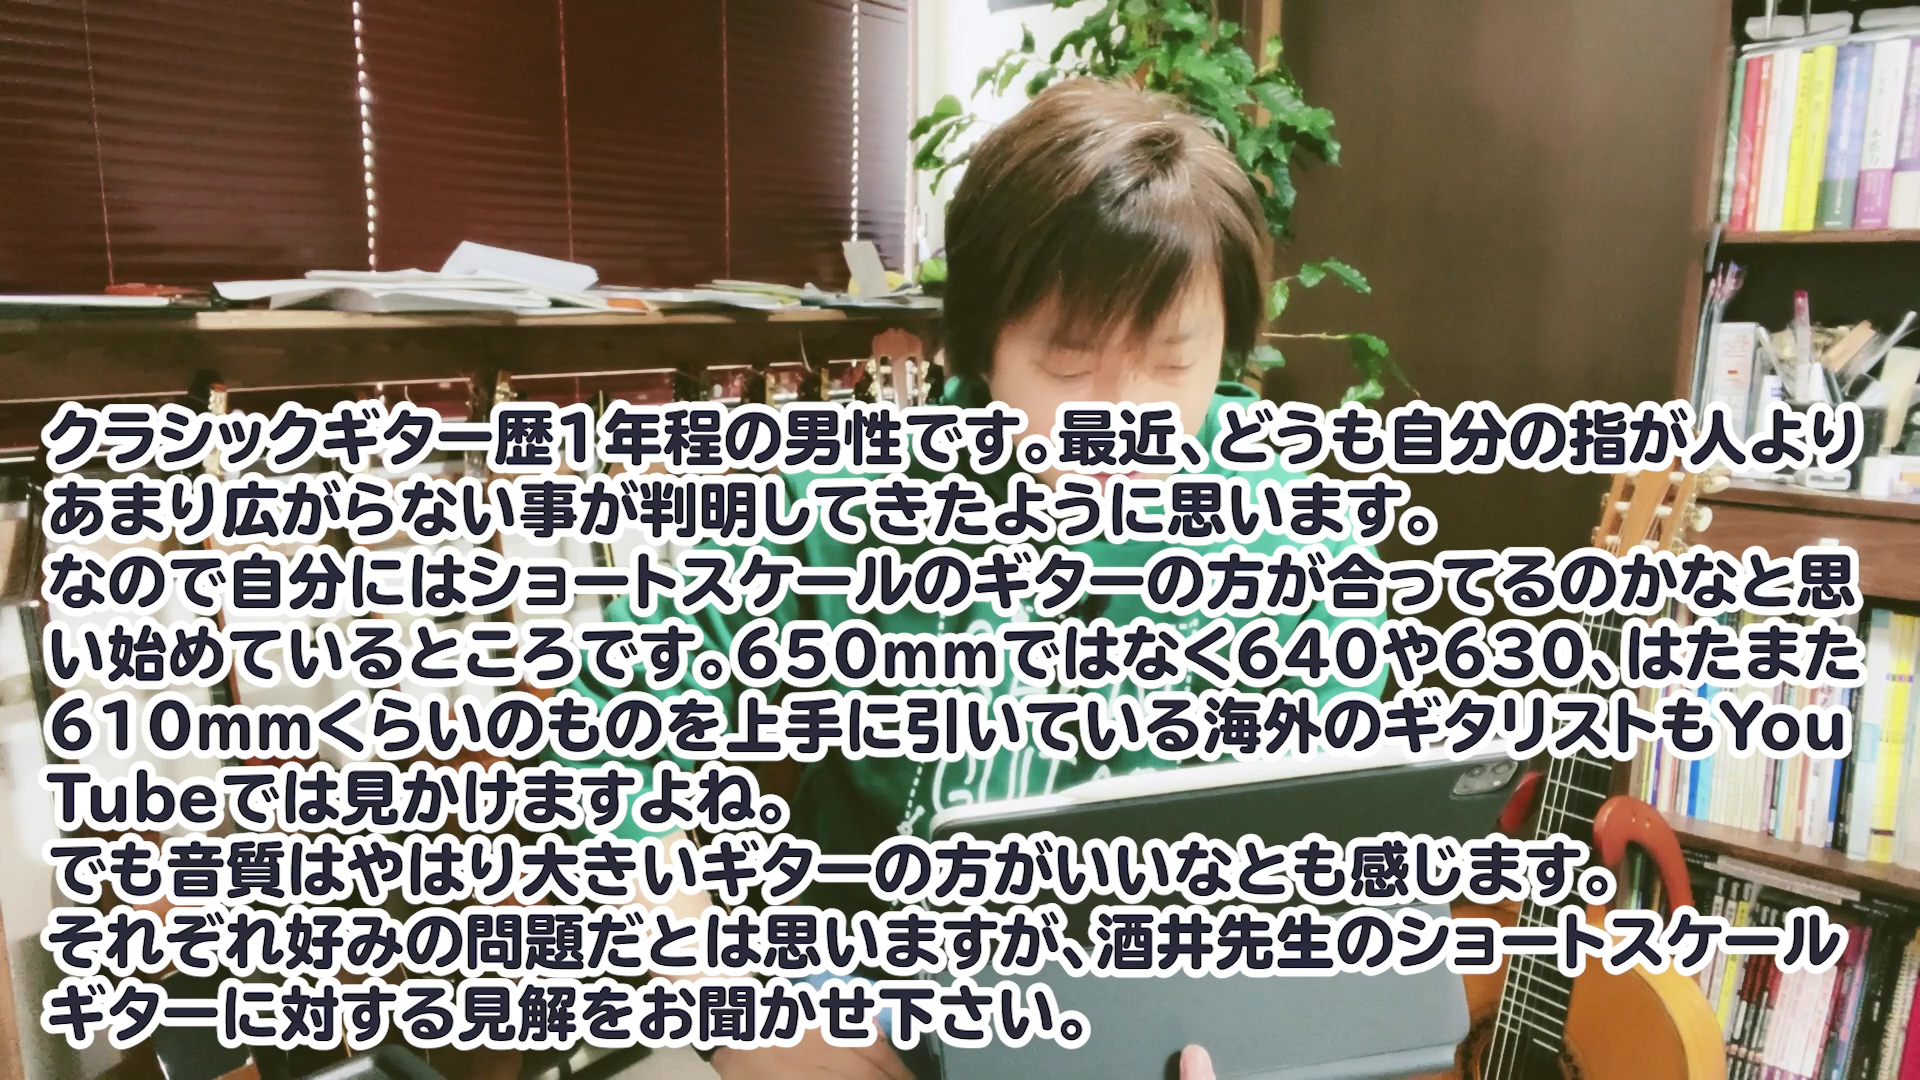 クラシックギター歴1年程の男性です。最近、どうも自分の指が人より
あまり広がらない事が判明してきたように思います。
なので自分にはショートスケールのギターの方が合ってるのかなと思
い始めているところです。650mmではなく640や630、はたまた
610mmくらいのものを上手に引いている海外のギタリストもYou
Tubeでは見かけますよね。
でも音質はやはり大きいギターの方がいいなとも感じます。
それぞれ好みの問題だとは思いますが、酒井先生のショートスケール
ギターに対する見解をお聞かせ下さい。